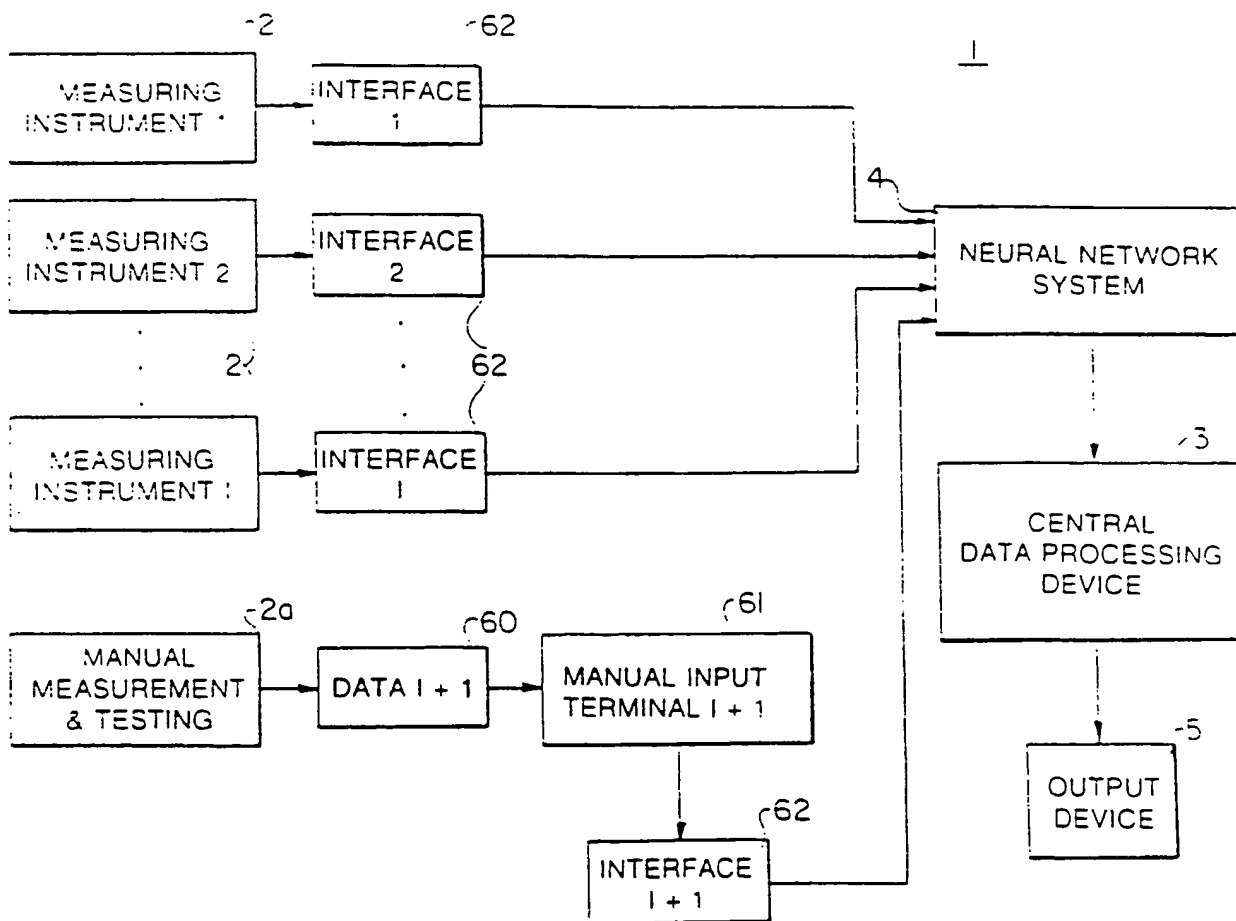 2
62
1
MEASURING
INSTRUMENT 1
INTERFACE
1
4
MEASURING
INSTRUMENT 2
INTERFACE
2
NEURAL NETWORK
SYSTEM
2
62
MEASURING
INSTRUMENT I
INTERFACE
I
3
CENTRAL
DATA PROCESSING
DEVICE
2a
60
61
MANUAL
MEASUREMENT
& TESTING
DATA I + 1
MANUAL INPUT
TERMINAL I + 1
5
OUTPUT
DEVICE
62
INTERFACE
I + 1